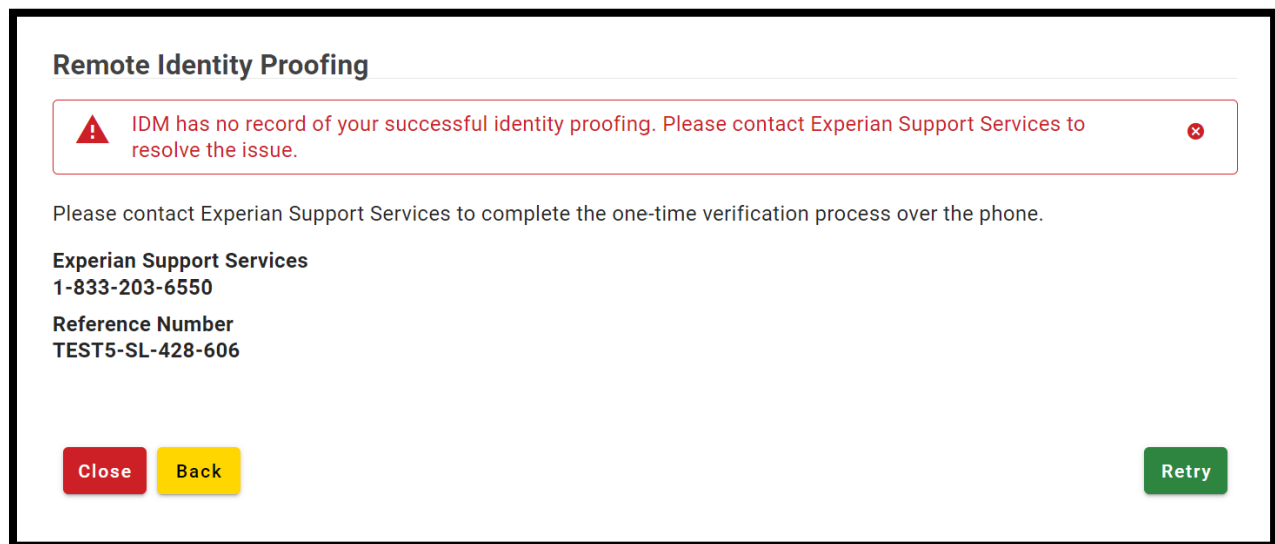 Remote Identity Proofing
IDM has no record of your successful identity proofing. Please contact Experian Support Services to
resolve the issue.
Please contact Experian Support Services to complete the one-time verification process over the phone.
Experian Support Services
1-833-203-6550
Reference Number
TEST5-SL-428-606
Close Back Retry